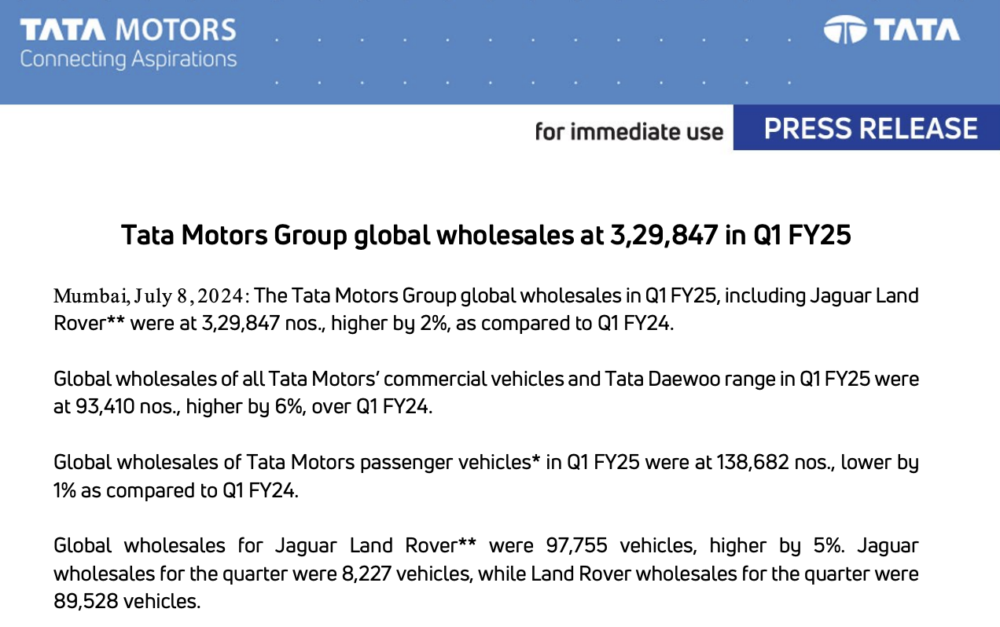 TATA MOTORS
Connecting Aspirations
TATA
for immediate use
PRESS RELEASE
Tata Motors Group global wholesales at 3,29,847 in Q1 FY25
Mumbai, July 8, 2024: The Tata Motors Group global wholesales in Q1 FY25, including Jaguar Land
Rover** were at 3,29,847 nos., higher by 2%, as compared to Q1 FY24.
Global wholesales of all Tata Motors’ commercial vehicles and Tata Daewoo range in Q1 FY25 were
at 93,410 nos., higher by 6%, over Q1 FY24.
Global wholesales of Tata Motors passenger vehicles* in Q1 FY25 were at 138,682 nos., lower by
1% as compared to Q1 FY24.
Global wholesales for Jaguar Land Rover** were 97,755 vehicles, higher by 5%. Jaguar
wholesales for the quarter were 8,227 vehicles, while Land Rover wholesales for the quarter were
89,528 vehicles.